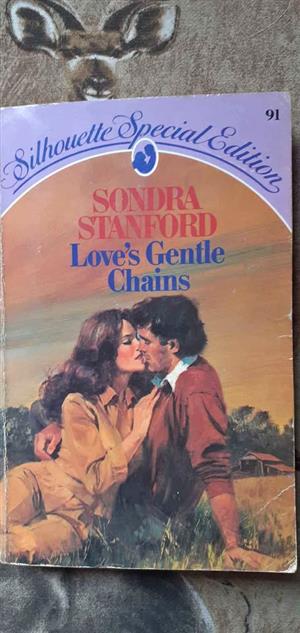 91
Silhouette Special Edition
SONDRA
STANFORD
Love's Gentle
Chains